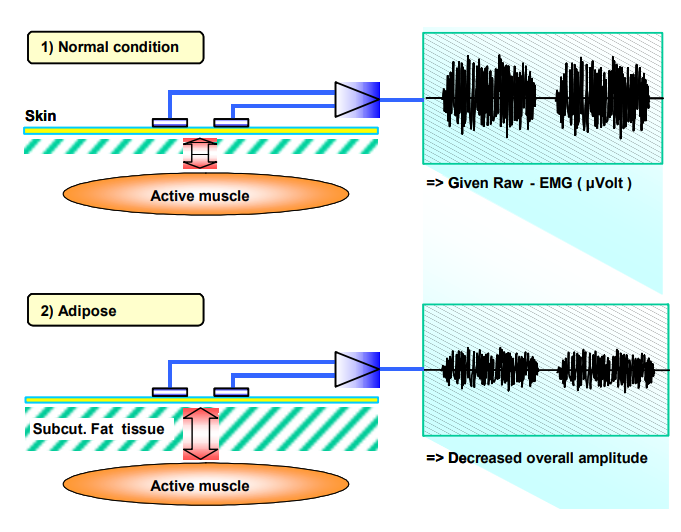 1) Normal condition
Skin
Active muscle
=> Given Raw - EMG ( µVolt )
2) Adipose
Subcut. Fat tissue
Active muscle
=> Decreased overall amplitude